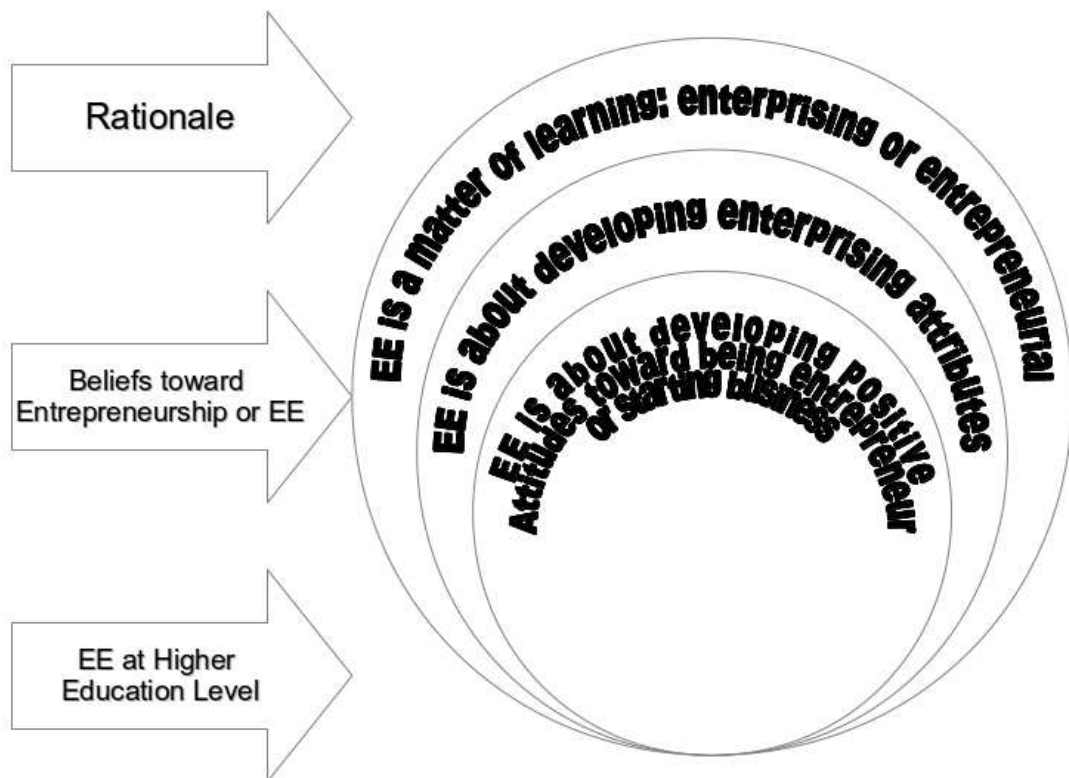 Rationale
Beliefs toward
Entrepreneurship or EE
EE at Higher
Education Level
EE is a matter of learning: enterprising or entrepreneurial
EE is about developing enterprising attributes
EE is about developing positive
Attitudes toward being entrepreneur
or starting business